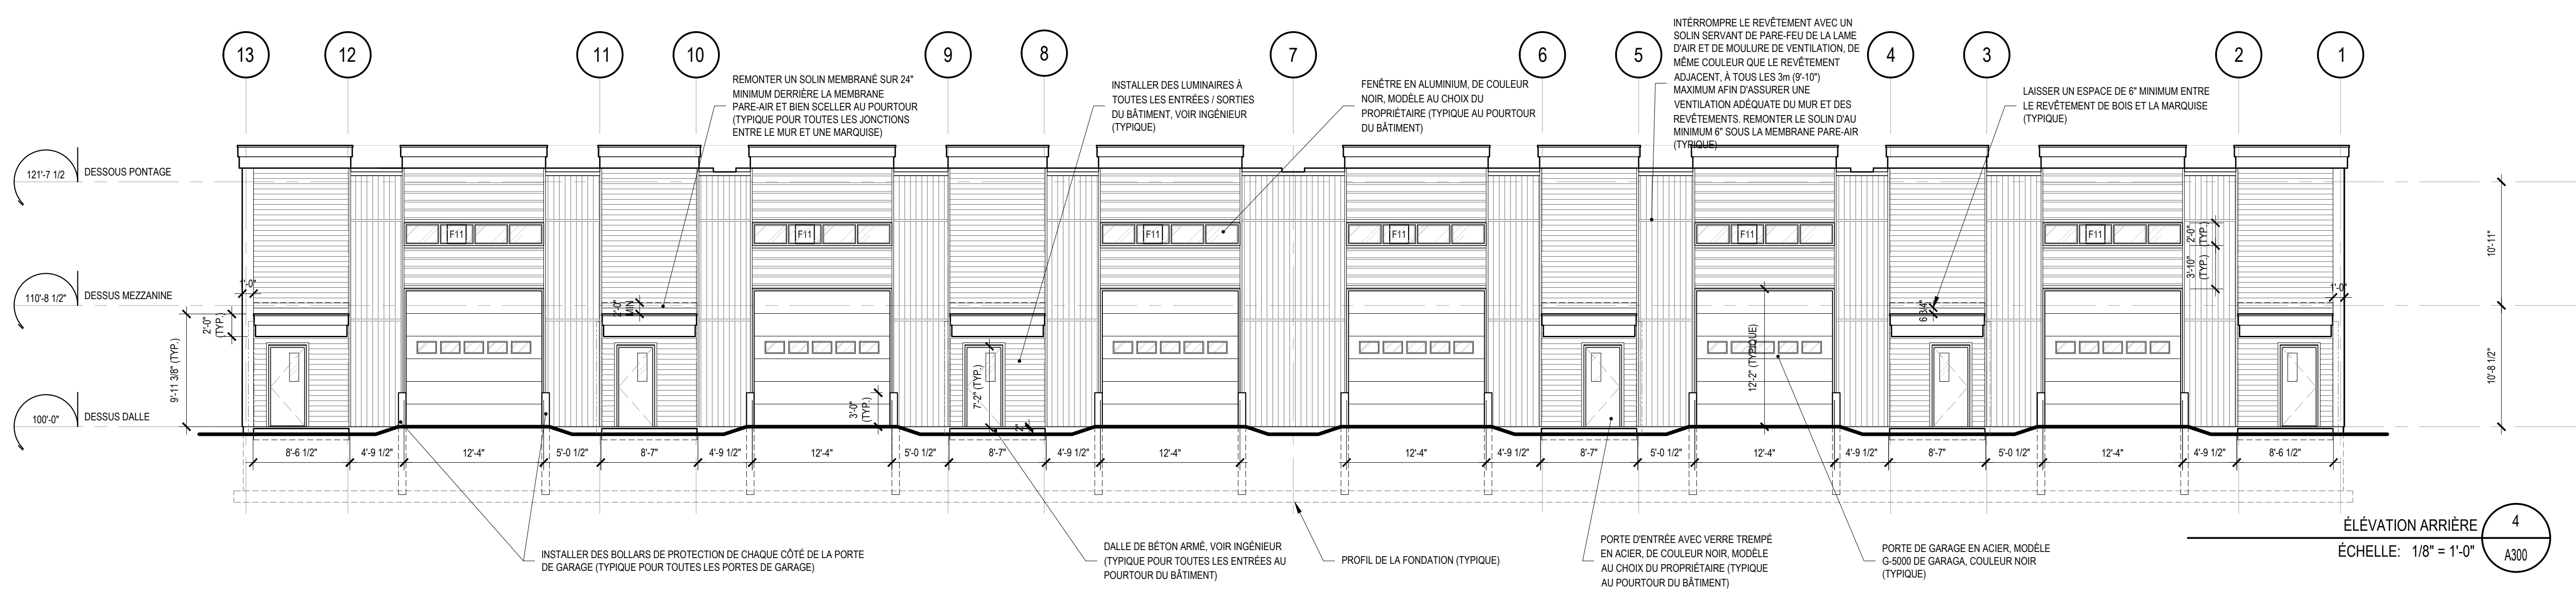 13
12
11
10
9
8
7
6
5
4
3
2
1
REMONTER UN SOLIN MEMBRANÉ SUR 24"
MINIMUM DERRIÈRE LA MEMBRANE
PARE-AIR ET BIEN SCELLER AU POURTOUR
(TYPIQUE POUR TOUTES LES JONCTIONS
ENTRE LE MUR ET UNE MARQUISE)
INSTALLER DES LUMINAIRES À
TOUTES LES ENTRÉES / SORTIES
DU BÂTIMENT, VOIR INGÉNIEUR
(TYPIQUE)
FENÊTRE EN ALUMINIUM, DE COULEUR
NOIR, MODÈLE AU CHOIX DU
PROPRIÉTAIRE (TYPIQUE AU POURTOUR
DU BÂTIMENT)
INTÉRROMPRE LE REVÊTEMENT AVEC UN
SOLIN SERVANT DE PARE-FEU DE LA LAME
D'AIR ET DE MOULURE DE VENTILATION, DE
MÊME COULEUR QUE LE REVÊTEMENT
ADJACENT, À TOUS LES 3m (9'-10")
MAXIMUM AFIN D'ASSURER UNE
VENTILATION ADÉQUATE DU MUR ET DES
REVÊTEMENTS. REMONTER LE SOLIN D'AU
MINIMUM 6" SOUS LA MEMBRANE PARE-AIR
(TYPIQUE)
LAISSER UN ESPACE DE 6" MINIMUM ENTRE
LE REVÊTEMENT DE BOIS ET LA MARQUISE
(TYPIQUE)
121'-7 1/2
DESSOUS PONTAGE
F11
F11
F11
F11
F11
F11
2'-0"
(TYP.)
3'-10"
(TYP.)
10'-11"
110'-8 1/2"
DESSUS MEZZANINE
1'-0"
2'-0"
MIN
6 3/4"
1'-0"
2'-0"
(TYP.)
9'-11 3/8" (TYP.)
3'-0"
(TYP.)
7'-2" (TYP.)
2"
12'-2" (TYPIQUE)
10'-8 1/2"
100'-0"
DESSUS DALLE
8'-6 1/2"
4'-9 1/2"
12'-4"
5'-0 1/2"
8'-7"
4'-9 1/2"
12'-4"
5'-0 1/2"
8'-7"
4'-9 1/2"
12'-4"
12'-4"
4'-9 1/2"
8'-7"
5'-0 1/2"
12'-4"
4'-9 1/2"
8'-7"
5'-0 1/2"
12'-4"
4'-9 1/2"
8'-6 1/2"
INSTALLER DES BOLLARS DE PROTECTION DE CHAQUE CÔTÉ DE LA PORTE
DE GARAGE (TYPIQUE POUR TOUTES LES PORTES DE GARAGE)
DALLE DE BÉTON ARMÉ, VOIR INGÉNIEUR
(TYPIQUE POUR TOUTES LES ENTRÉES AU
POURTOUR DU BÂTIMENT)
PROFIL DE LA FONDATION (TYPIQUE)
PORTE D'ENTRÉE AVEC VERRE TREMPÉ
EN ACIER, DE COULEUR NOIR, MODÈLE
AU CHOIX DU PROPRIÉTAIRE (TYPIQUE
AU POURTOUR DU BÂTIMENT)
PORTE DE GARAGE EN ACIER, MODÈLE
G-5000 DE GARAGA, COULEUR NOIR
(TYPIQUE)
ÉLÉVATION ARRIÈRE
ÉCHELLE: 1/8" = 1'-0"
4
A300